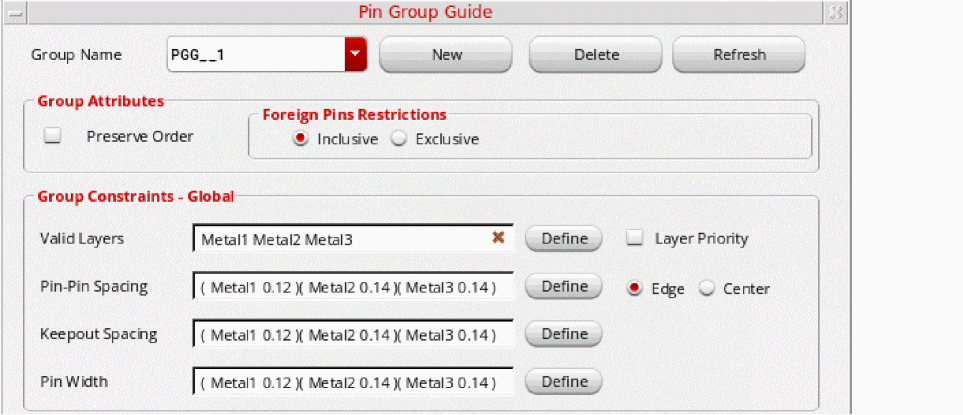 Pin Group Guide
Group Name PGG__1 New Delete Refresh
Group Attributes
Foreign Pins Restrictions
Preserve Order Inclusive Exclusive
Group Constraints - Global
Valid Layers Metal1 Metal2 Metal3 Define Layer Priority
Pin-Pin Spacing ( Metal1 0.12 )( Metal2 0.14 )( Metal3 0.14 ) Define Edge Center
Keepout Spacing ( Metal1 0.12 )( Metal2 0.14 )( Metal3 0.14 ) Define
Pin Width ( Metal1 0.12 )( Metal2 0.14 )( Metal3 0.14 ) Define